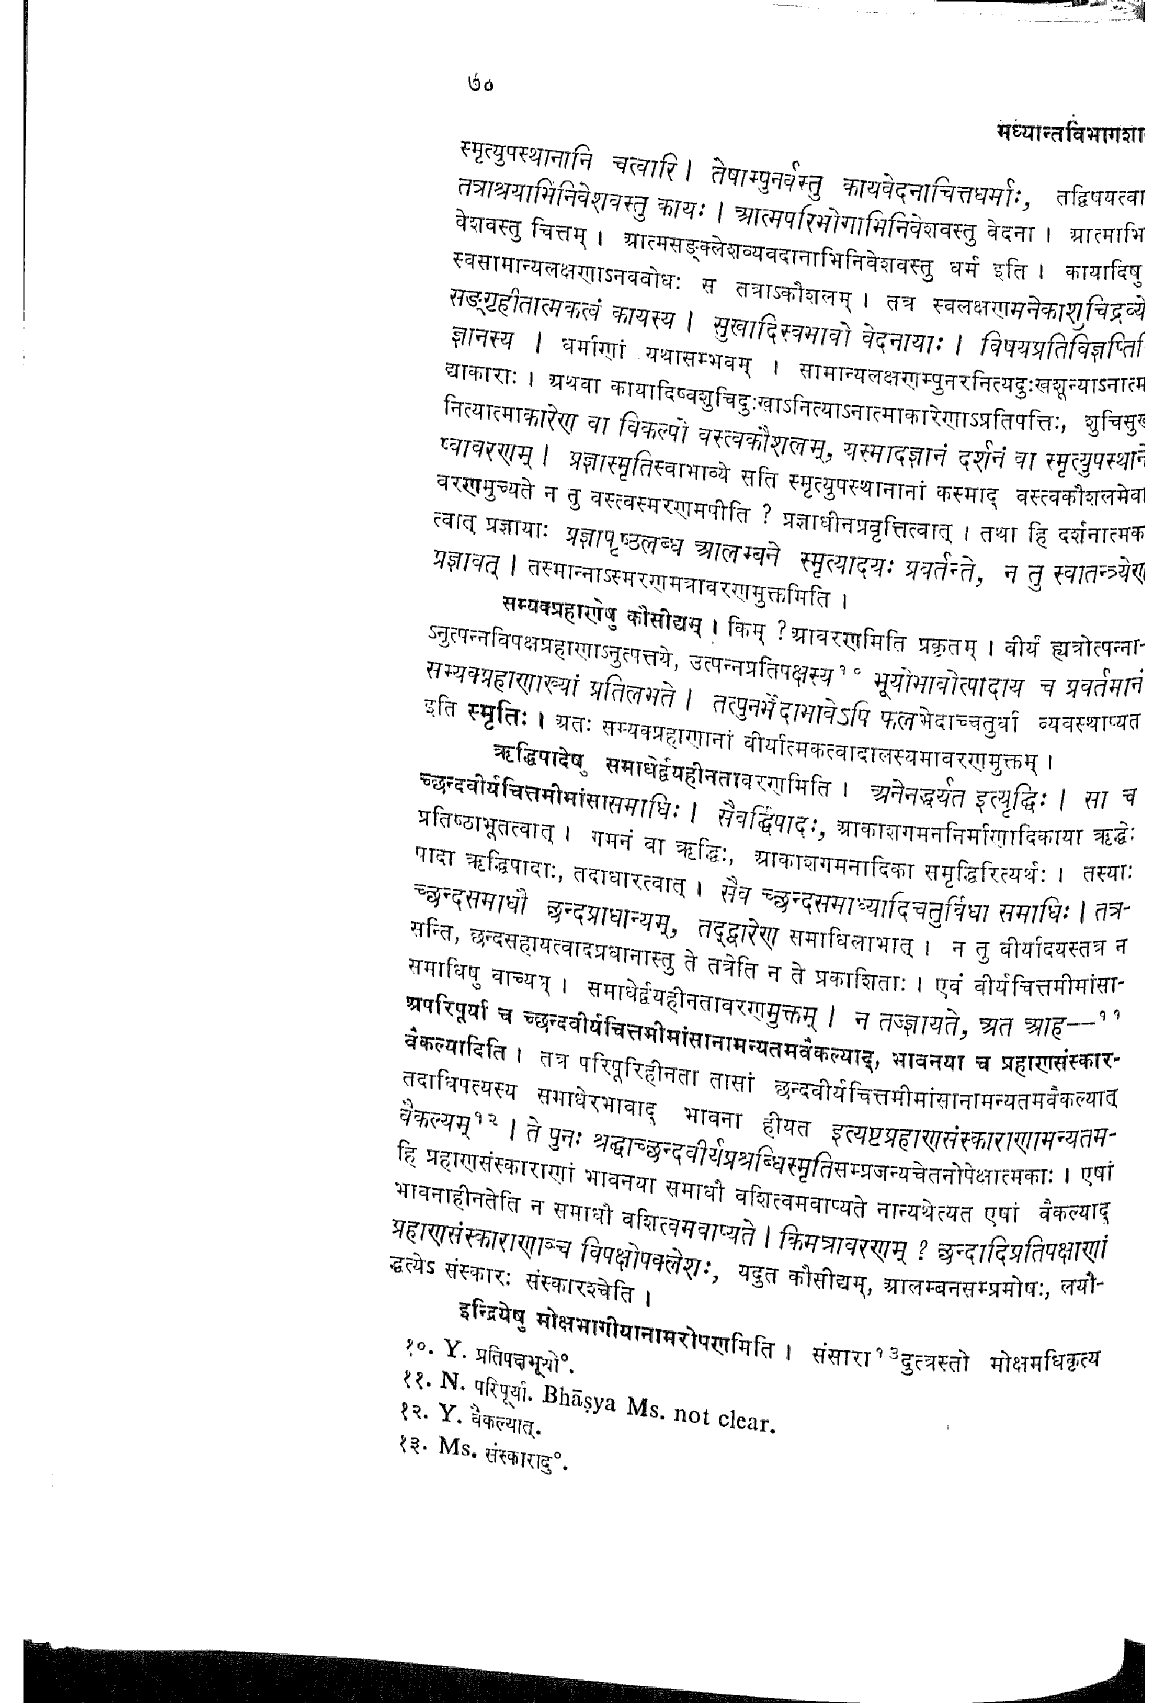 ७०
मध्यान्तविभागशा
स्मृत्युपस्थानानि चत्वारि । तेषाम्पुनर्वस्तु कायवेदनाचित्तधर्माः, तद्विषयत्वा
तत्राश्रयाभिनिवेशवस्तु कायः । आत्मपरिभोगाभिनिवेशवस्तु वेदना । आत्माभि
वेशवस्तु चित्तम् । आत्मसङ्क्लेशव्यवदानाभिनिवेशवस्तु धर्म इति । कायादिषु
स्वसामान्यलक्षणाऽनवबोधः स तत्राऽकौशलम् । तत्र स्वलक्षणमनेकाशुचिद्रव्ये
सङ्गृहीतात्मकत्वं कायस्य । सुखादिस्वभावो वेदनायाः । विषयप्रतिविज्ञप्ति
ज्ञानस्य । धर्माणां यथासम्भवम् । सामान्यलक्षणम्पुनरनित्यदुःखशून्याऽनात्म
द्याकाराः । अथवा कायादिष्वशुचिदुःखाऽनित्याऽनात्माकारेणाऽप्रतिपत्तिः, शुचिसुख
नित्यात्माकारेण वा विकल्पो वस्त्वकौशलम्, यस्मादज्ञानं दर्शनं वा स्मृत्युपस्थाने
ष्वावरणम् । प्रज्ञास्मृतिस्वाभाव्ये सति स्मृत्युपस्थानानां कस्माद् वस्त्वकौशलमेवा
वरणमुच्यते न तु वस्त्वस्मरणमपीति ? प्रज्ञाधीनप्रवृत्तित्वात् । तथा हि दर्शनात्मक
त्वात् प्रज्ञायाः प्रज्ञापृष्ठलब्ध आलम्बने स्मृत्यादयः प्रवर्तन्ते, न तु स्वातन्त्र्येण
प्रज्ञावत् । तस्मान्नाऽस्मरणमत्रावरणमुक्तमिति ।
सम्यक्प्रहाणेषु कौसीद्यम् । किम् ? आवरणमिति प्रकृतम् । वीर्यं ह्यत्रोत्पन्ना-
ऽनुत्पन्नविपक्षप्रहाणाऽनुत्पत्तये, उत्पन्नप्रतिपक्षस्य१० भूयोभावोत्पादाय च प्रवर्तमानं
सम्यक्प्रहाणाख्यां प्रतिलभते । तत्पुनर्भेदाभावेऽपि फलभेदाच्चतुर्धा व्यवस्थाप्यत
इति स्मृतिः । अतः सम्यक्प्रहाणानां वीर्यात्मकत्वादालस्यमावरणमुक्तम् ।
ऋद्धिपादेषु समाधेर्द्वयहीनतावरणमिति । अनेनर्द्धयत इत्यृद्धिः । सा च
च्छन्दवीर्यचित्तमीमांसासमाधिः । सैवर्द्धिपादः, आकाशगमननिर्माणादिकाया ऋद्धेः
प्रतिष्ठाभूतत्वात् । गमनं वा ऋद्धिः, आकाशगमनादिका समृद्धिरित्यर्थः । तस्याः
पादा ऋद्धिपादाः, तदाधारत्वात् । सैव च्छन्दसमाध्यादिचतुर्विधा समाधिः । तत्र-
च्छन्दसमाधौ छन्दप्राधान्यम्, तद्द्वारेण समाधिलाभात् । न तु वीर्यादयस्तत्र न
सन्ति, छन्दसहायत्वादप्रधानास्तु ते तत्रेति न ते प्रकाशिताः । एवं वीर्यचित्तमीमांसा-
समाधिषु वाच्यम् । समाधेर्द्वयहीनतावरणमुक्तम् । न तज्ज्ञायते, अत आह—११
अपरिपूर्या च च्छन्दवीर्यचित्तमीमांसानामन्यतमवैकल्याद्, भावनया च प्रहाणसंस्कार-
वैकल्यादिति । तत्र परिपूरिहीनता तासां छन्दवीर्यचित्तमीमांसानामन्यतमवैकल्यात्
तदाधिपत्यस्य समाधेरभावाद् भावना हीयत इत्यष्टप्रहाणसंस्काराणामन्यतम-
वैकल्यम्१२ । ते पुनः श्रद्धाच्छन्दवीर्यप्रश्रब्धिस्मृतिसम्प्रजन्यचेतनोपेक्षात्मकाः । एषां
हि प्रहाणसंस्काराणां भावनया समाधौ वशित्वमवाप्यते नान्यथेत्यत एषां वैकल्याद्
भावनाहीनतेति न समाधौ वशित्वमवाप्यते । किमत्रावरणम् ? छन्दादिप्रतिपक्षाणां
प्रहाणसंस्काराणाञ्च विपक्षोपक्लेशः, यदुत कौसीद्यम्, आलम्बनसम्प्रमोषः, लयौ-
द्धत्येऽ संस्कारः संस्कारश्चेति ।
इन्द्रियेषु मोक्षभागीयानामरोपणमिति । संसारा१३दुत्त्रस्तो मोक्षमधिकृत्य
१०. Y. प्रतिपक्षभूयो°.
११. N. परिपूर्या. Bhāṣya Ms. not clear.
१२. Y. वैकल्यात्.
१३. Ms. संस्कारादु°.